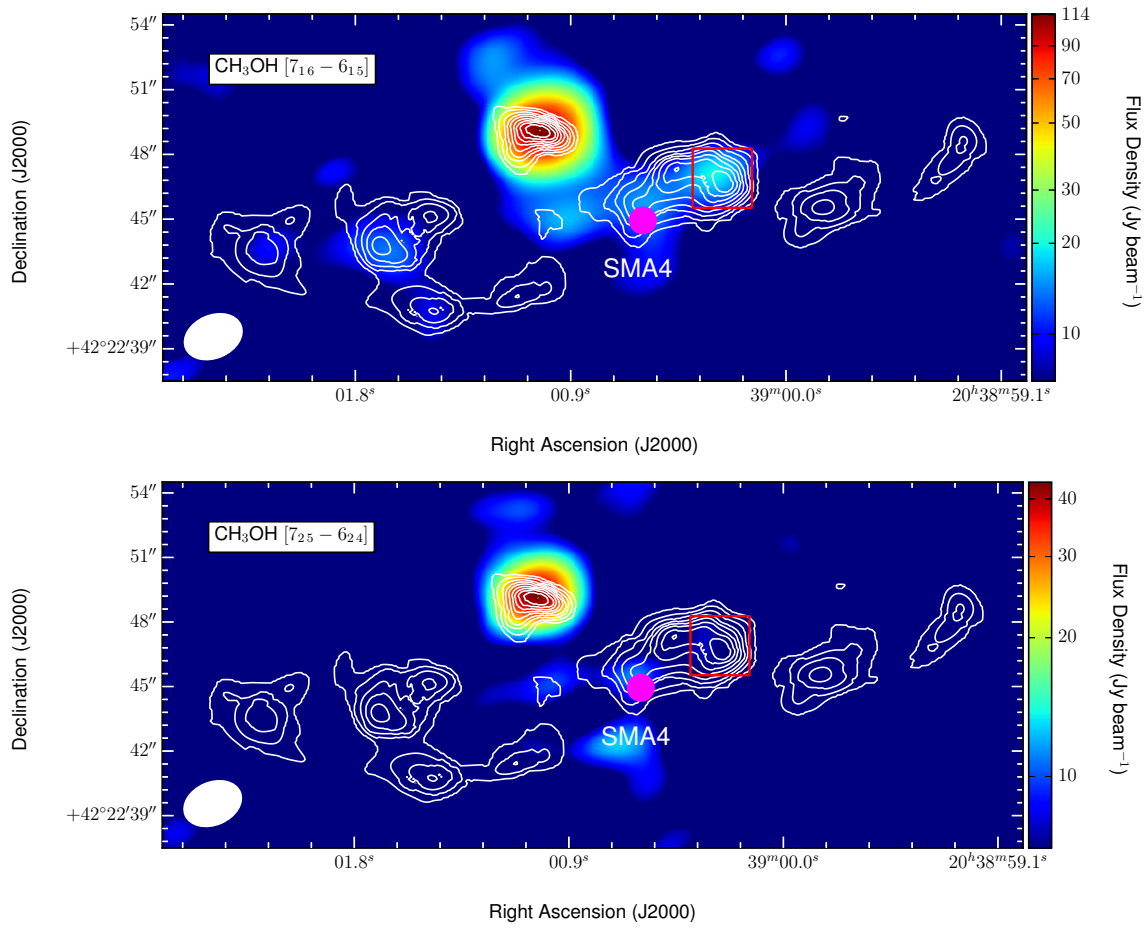 CH₃OH [7₁₆ − 6₁₅]
54″
51″
48″
45″
42″
+42°22′39″
Declination (J2000)
SMA4
01.8ˢ
00.9ˢ
39ᵐ00.0ˢ
20ʰ38ᵐ59.1ˢ
Right Ascension (J2000)
114
90
70
50
30
20
10
Flux Density (Jy beam⁻¹)
CH₃OH [7₂₅ − 6₂₄]
54″
51″
48″
45″
42″
+42°22′39″
Declination (J2000)
SMA4
01.8ˢ
00.9ˢ
39ᵐ00.0ˢ
20ʰ38ᵐ59.1ˢ
Right Ascension (J2000)
40
30
20
10
Flux Density (Jy beam⁻¹)